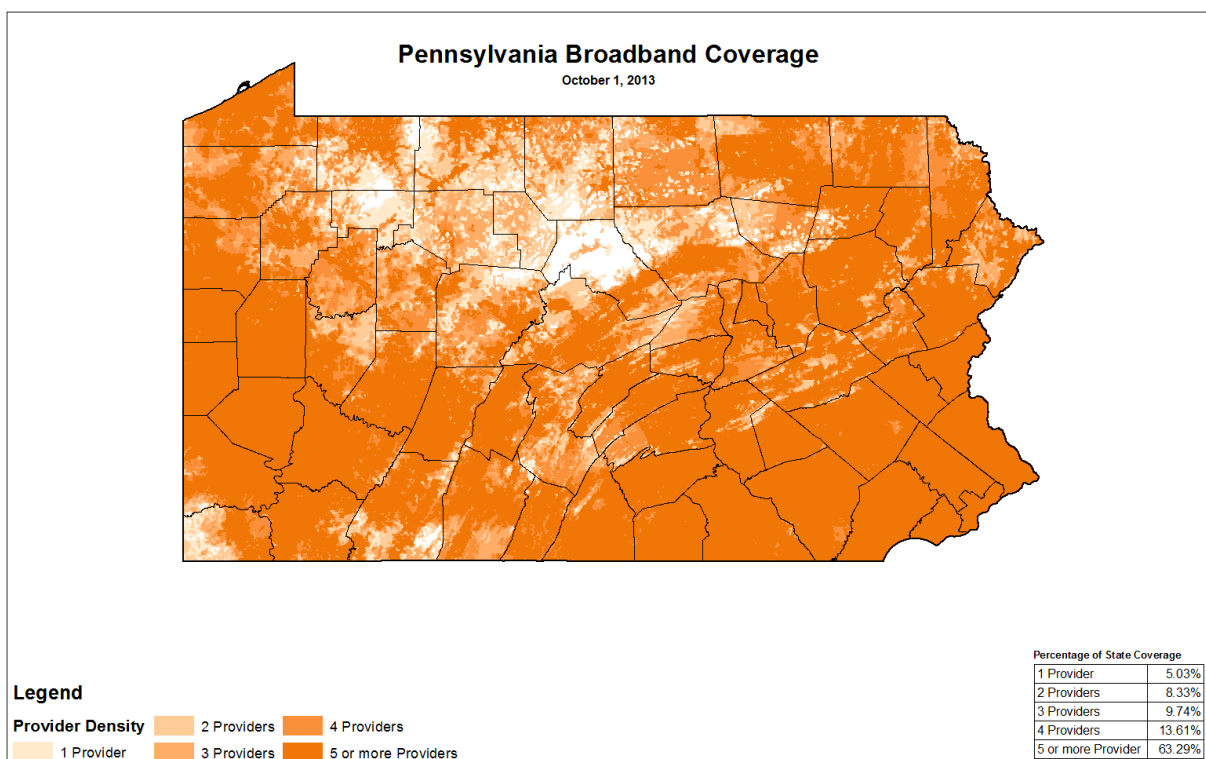 Pennsylvania Broadband Coverage
October 1, 2013
Legend
Provider Density
1 Provider
2 Providers
3 Providers
4 Providers
5 or more Providers
Percentage of State Coverage
1 Provider 5.03%
2 Providers 8.33%
3 Providers 9.74%
4 Providers 13.61%
5 or more Provider 63.29%